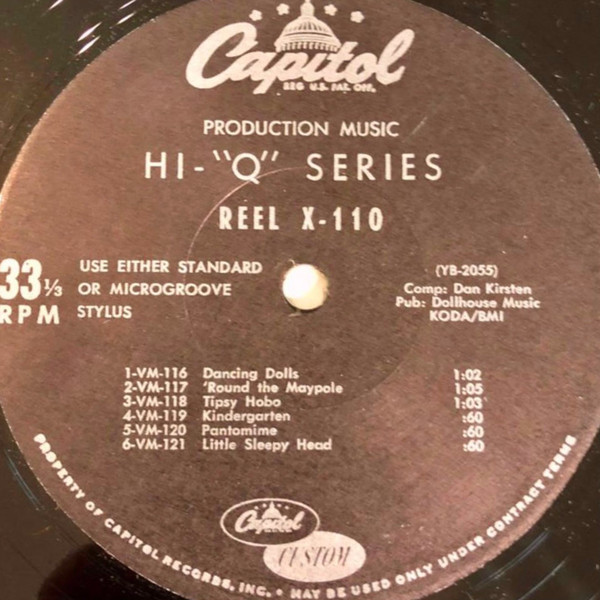 Capitol
REG. U.S. PAT. OFF.
PRODUCTION MUSIC
HI-"Q" SERIES
REEL X-110
33 1/3
RPM
USE EITHER STANDARD
OR MICROGROOVE
STYLUS
(YB-2055)
Comp: Dan Kirsten
Pub: Dollhouse Music
KODA/BMI
1-VM-116 Dancing Dolls 1:02
2-VM-117 'Round the Maypole 1:05
3-VM-118 Tipsy Hobo 1:03
4-VM-119 Kindergarten :60
5-VM-120 Pantomime :60
6-VM-121 Little Sleepy Head :60
Capitol
CUSTOM
PROPERTY OF CAPITOL RECORDS, INC. • MAY BE USED ONLY UNDER CONTRACT TERMS